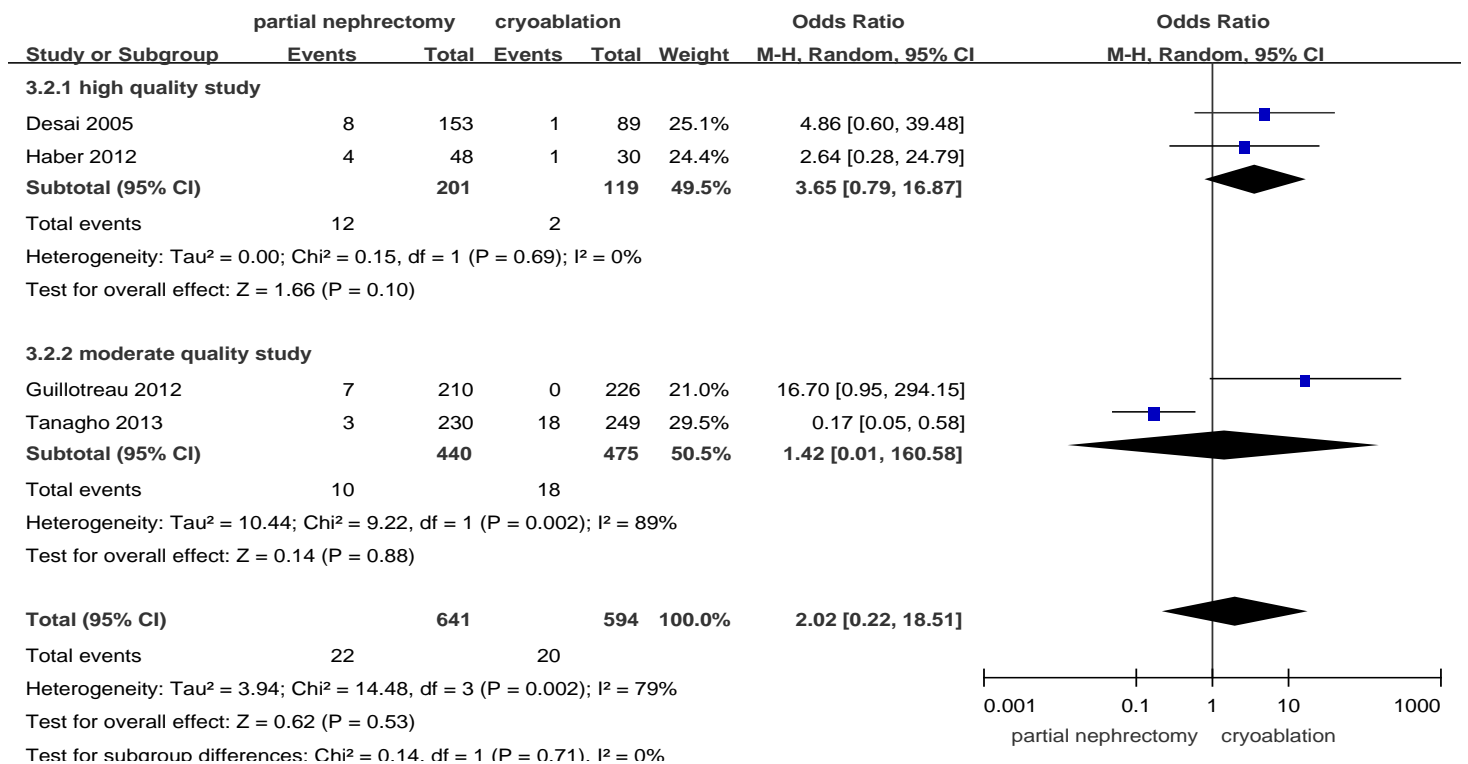 partial nephrectomy cryoablation Odds Ratio Odds Ratio
Study or Subgroup Events Total Events Total Weight M-H, Random, 95% CI M-H, Random, 95% CI
3.2.1 high quality study
Desai 2005 8 153 1 89 25.1% 4.86 [0.60, 39.48]
Haber 2012 4 48 1 30 24.4% 2.64 [0.28, 24.79]
Subtotal (95% CI) 201 119 49.5% 3.65 [0.79, 16.87]
Total events 12 2
Heterogeneity: Tau² = 0.00; Chi² = 0.15, df = 1 (P = 0.69); I² = 0%
Test for overall effect: Z = 1.66 (P = 0.10)
3.2.2 moderate quality study
Guillotreau 2012 7 210 0 226 21.0% 16.70 [0.95, 294.15]
Tanagho 2013 3 230 18 249 29.5% 0.17 [0.05, 0.58]
Subtotal (95% CI) 440 475 50.5% 1.42 [0.01, 160.58]
Total events 10 18
Heterogeneity: Tau² = 10.44; Chi² = 9.22, df = 1 (P = 0.002); I² = 89%
Test for overall effect: Z = 0.14 (P = 0.88)
Total (95% CI) 641 594 100.0% 2.02 [0.22, 18.51]
Total events 22 20
Heterogeneity: Tau² = 3.94; Chi² = 14.48, df = 3 (P = 0.002); I² = 79%
Test for overall effect: Z = 0.62 (P = 0.53)
Test for subgroup differences: Chi² = 0.14, df = 1 (P = 0.71), I² = 0%
0.001 0.1 1 10 1000
partial nephrectomy cryoablation